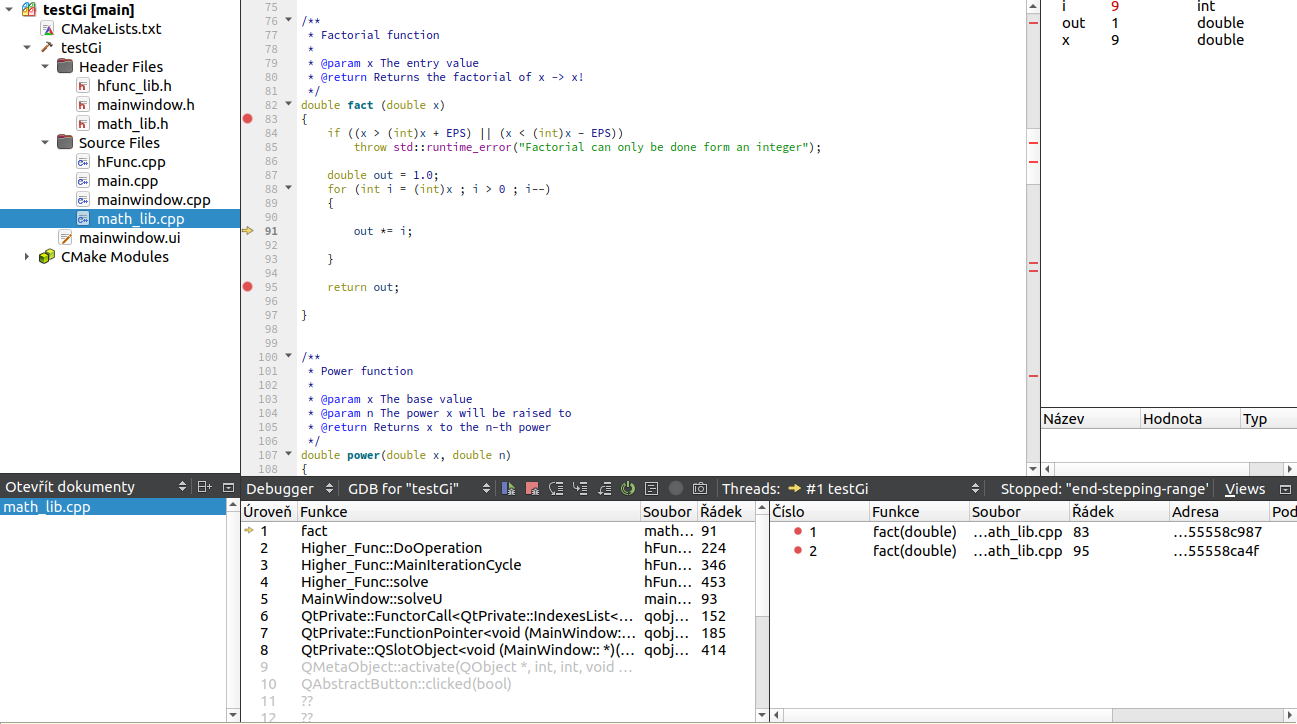 testGi [main]
CMakeLists.txt
testGi
Header Files
hfunc_lib.h
mainwindow.h
math_lib.h
Source Files
hFunc.cpp
main.cpp
mainwindow.cpp
math_lib.cpp
mainwindow.ui
CMake Modules
75
76 /**
77 * Factorial function
78 *
79 * @param x The entry value
80 * @return Returns the factorial of x -> x!
81 */
82 double fact (double x)
83 {
84 if ((x > (int)x + EPS) || (x < (int)x - EPS))
85 throw std::runtime_error("Factorial can only be done form an integer");
86
87 double out = 1.0;
88 for (int i = (int)x ; i > 0 ; i--)
89 {
90
91 out *= i;
92
93 }
94
95 return out;
96
97 }
98
99
100 /**
101 * Power function
102 *
103 * @param x The base value
104 * @param n The power x will be raised to
105 * @return Returns x to the n-th power
106 */
107 double power(double x, double n)
108 {
i 9 int
out 1 double
x 9 double
Název Hodnota Typ
Otevřít dokumenty
math_lib.cpp
Debugger GDB for "testGi" Threads: #1 testGi Stopped: "end-stepping-range" Views
Úroveň Funkce Soubor Řádek
1 fact math... 91
2 Higher_Func::DoOperation hFun... 224
3 Higher_Func::MainIterationCycle hFun... 346
4 Higher_Func::solve hFun... 453
5 MainWindow::solveU main... 93
6 QtPrivate::FunctorCall<QtPrivate::IndexesList<... qobj... 152
7 QtPrivate::FunctionPointer<void (MainWindow:... qobj... 185
8 QtPrivate::QSlotObject<void (MainWindow:: *)(... qobj... 414
9 QMetaObject::activate(QObject *, int, int, void ...
10 QAbstractButton::clicked(bool)
11 ??
12 ??
Číslo Funkce Soubor Řádek Adresa Pod
1 fact(double) ...ath_lib.cpp 83 ...55558c987
2 fact(double) ...ath_lib.cpp 95 ...55558ca4f